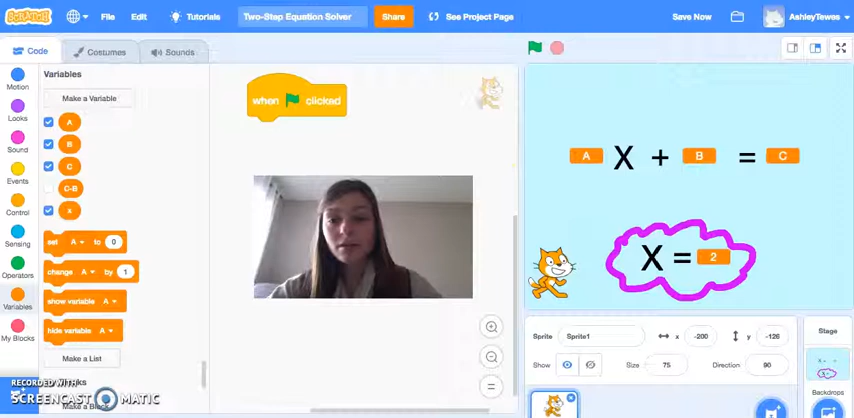 SCRATCH File Edit Tutorials Two-Step Equation Solver Share See Project Page Save Now AshleyTewes
Code Costumes Sounds
Motion
Looks
Sound
Events
Control
Sensing
Operators
Variables
My Blocks
Variables
Make a Variable
A
B
C
C-B
x
set A to 0
change A by 1
show variable A
hide variable A
Make a List
Make a Block
RECORDED WITH
SCREENCAST MATIC
when clicked
A X + B = C
X = 2
Sprite Sprite1 x -200 y -126
Show Size 75 Direction 90
Stage
Backdrops